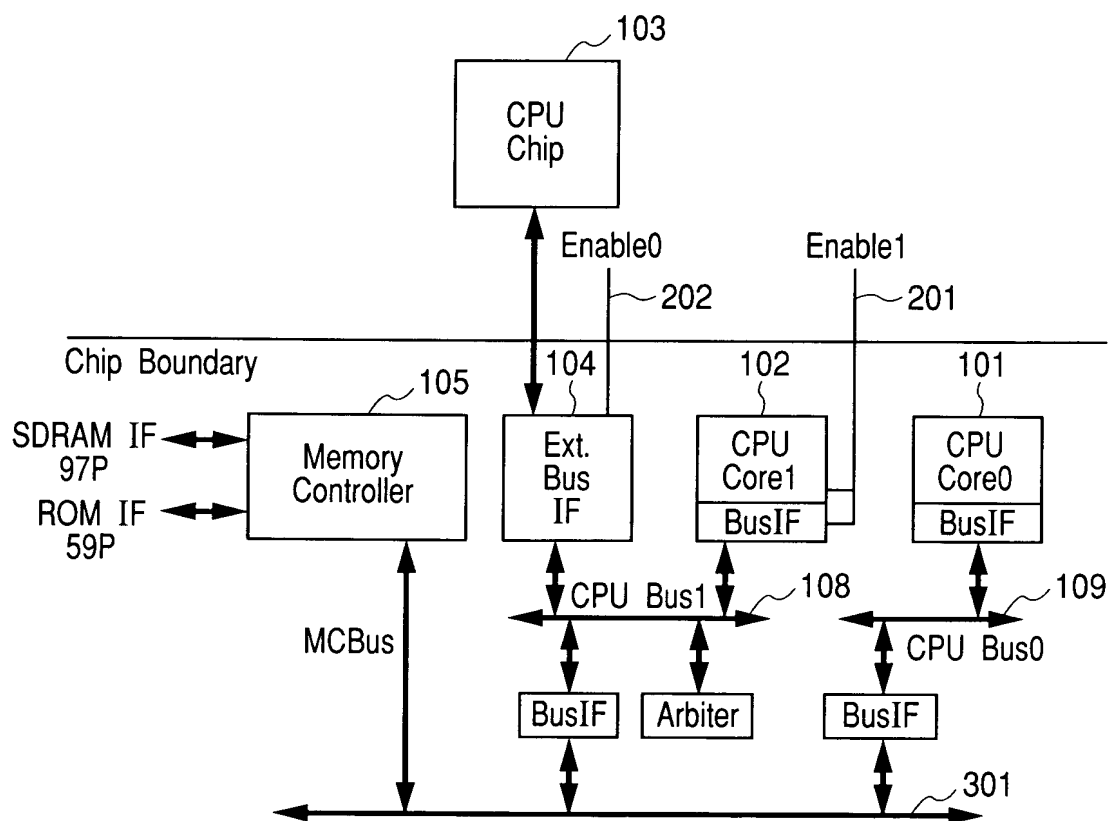 103
CPU
Chip
Enable0
Enable1
202
201
Chip Boundary
105
104
102
101
SDRAM IF
97P
ROM IF
59P
Memory
Controller
Ext.
Bus
IF
CPU
Core1
BusIF
CPU
Core0
BusIF
CPU Bus1
108
109
MCBus
CPU Bus0
BusIF
Arbiter
BusIF
301